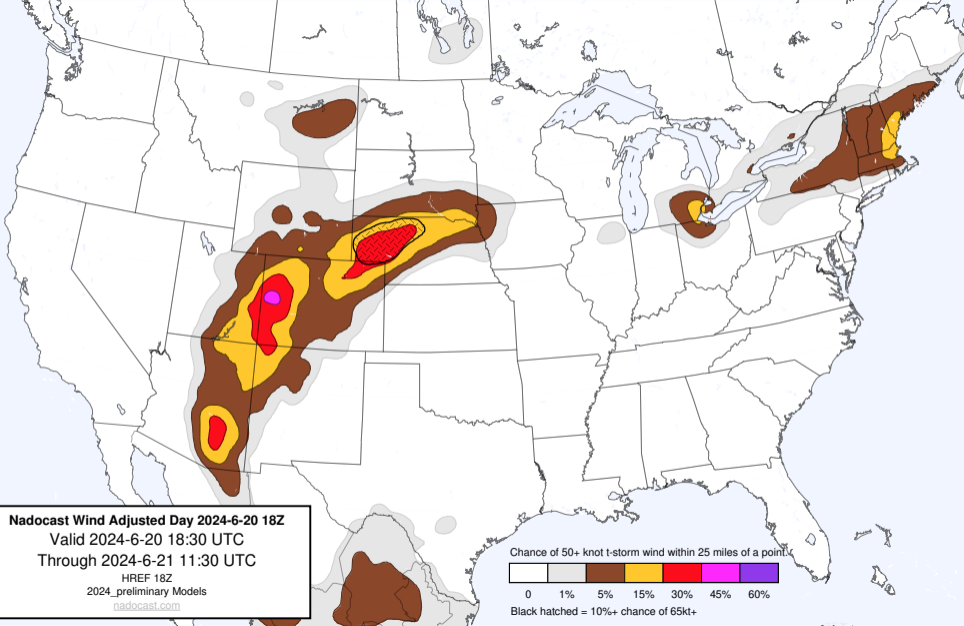 Nadocast Wind Adjusted Day 2024-6-20 18Z
Valid 2024-6-20 18:30 UTC
Through 2024-6-21 11:30 UTC
HREF 18Z
2024_preliminary Models
nadocast.com
Chance of 50+ knot t-storm wind within 25 miles of a point.
0 1% 5% 15% 30% 45% 60%
Black hatched = 10%+ chance of 65kt+